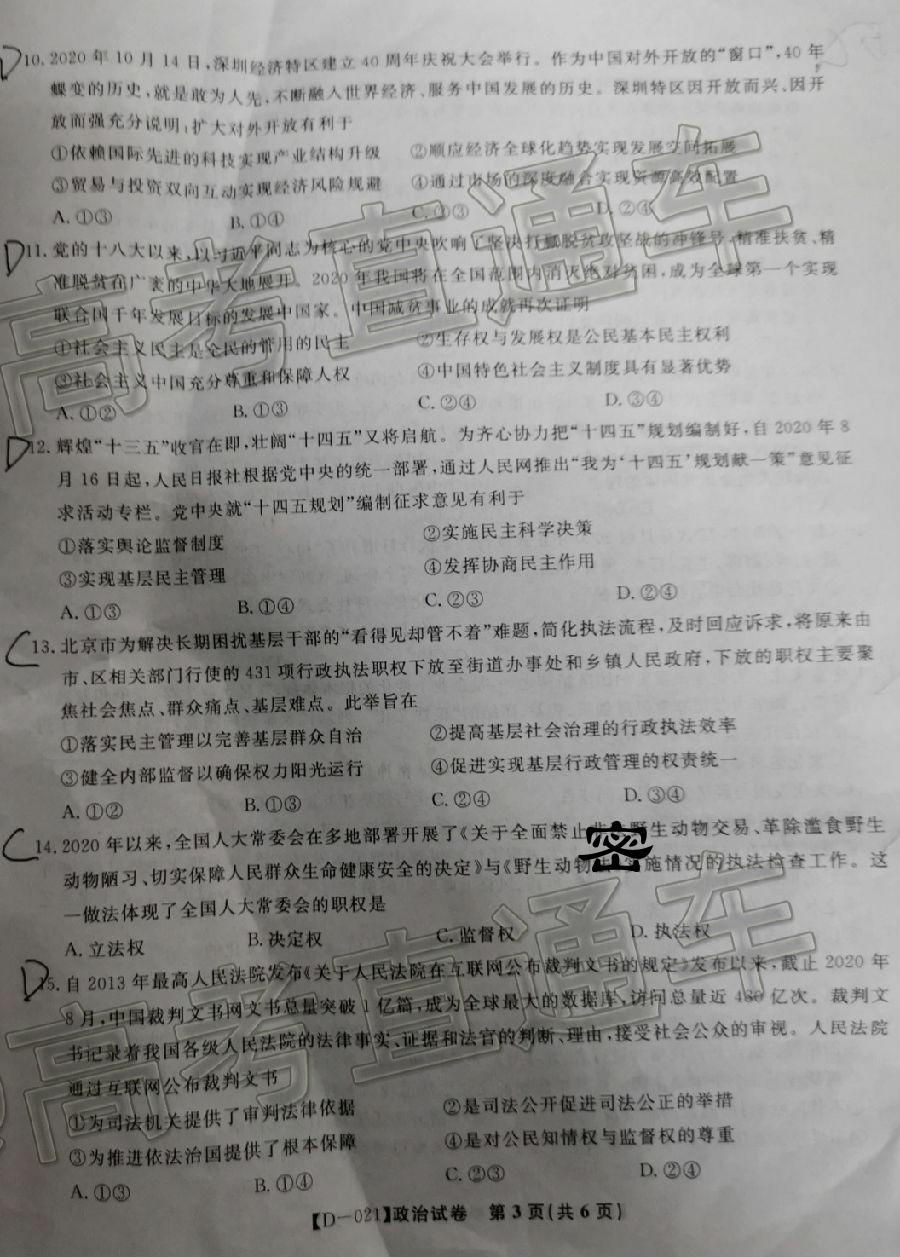 D 10. 2020 年 10 月 14 日,深圳经济特区建立 40 周年庆祝大会举行。作为中国对外开放的“窗口”,40 年
蝶变的历史,就是敢为人先,不断融入世界经济、服务中国发展的历史。深圳特区因开放而兴、因开
放而强充分说明,扩大对外开放有利于
①依赖国际先进的科技实现产业结构升级 ②顺应经济全球化趋势实现发展空间拓展
③贸易与投资双向互动实现经济风险规避 ④通过市场的深度融合实现资源高效配置
A. ①③ B. ①④ C. ②③ D. ②④
D 11. 党的十八大以来,以习近平同志为核心的党中央吹响了坚决打赢脱贫攻坚战的冲锋号,精准扶贫、精
准脱贫在广袤的中华大地展开。2020 年我国将在全国范围内消灭绝对贫困,成为全球第一个实现
联合国千年发展目标的发展中国家。中国减贫事业的成就再次证明
①社会主义民主是全民的管用的民主 ②生存权与发展权是公民基本民主权利
③社会主义中国充分尊重和保障人权 ④中国特色社会主义制度具有显著优势
A. ①② B. ①③ C. ②④ D. ③④
D 12. 辉煌“十三五”收官在即,壮阔“十四五”又将启航。为齐心协力把“十四五”规划编制好,自 2020 年 8
月 16 日起,人民日报社根据党中央的统一部署,通过人民网推出“我为‘十四五’规划献一策”意见征
求活动专栏。党中央就“十四五规划”编制征求意见有利于
①落实舆论监督制度 ②实施民主科学决策
③实现基层民主管理 ④发挥协商民主作用
A. ①③ B. ①④ C. ②③ D. ②④
C 13. 北京市为解决长期困扰基层干部的“看得见却管不着”难题,简化执法流程,及时回应诉求,将原来由
市、区相关部门行使的 431 项行政执法职权下放至街道办事处和乡镇人民政府,下放的职权主要聚
焦社会焦点、群众痛点、基层难点。此举旨在
①落实民主管理以完善基层群众自治 ②提高基层社会治理的行政执法效率
③健全内部监督以确保权力阳光运行 ④促进实现基层行政管理的权责统一
A. ①② B. ①③ C. ②④ D. ③④
C 14. 2020 年以来,全国人大常委会在多地部署开展了《关于全面禁止 密 野生动物交易、革除滥食野生
动物陋习、切实保障人民群众生命健康安全的决定》与《野生动物 实施情况的执法检查工作。这
一做法体现了全国人大常委会的职权是
A. 立法权 B. 决定权 C. 监督权 D. 执法权
D 15. 自 2013 年最高人民法院发布《关于人民法院在互联网公布裁判文书的规定》发布以来,截止 2020 年
8 月,中国裁判文书网文书总量突破 1 亿篇,成为全球最大的数据库,访问总量近 480 亿次。裁判文
书记录着我国各级人民法院的法律事实、证据和法官的判断、理由,接受社会公众的审视。人民法院
通过互联网公布裁判文书
①为司法机关提供了审判法律依据 ②是司法公开促进司法公正的举措
③为推进依法治国提供了根本保障 ④是对公民知情权与监督权的尊重
A. ①③ B. ①④ C. ②③ D. ②④
【D—021】政治试卷 第 3 页(共 6 页)
高考直通车
高考直通车